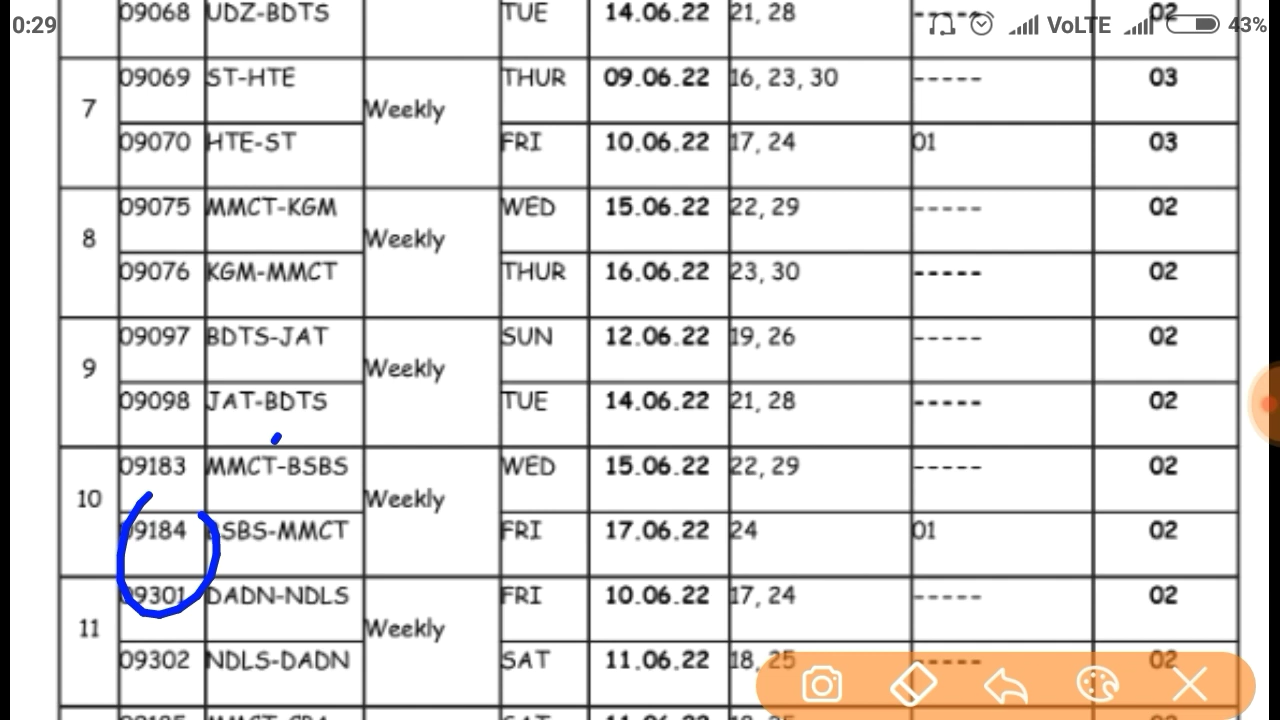 0:29 VoLTE 43%
09068 UDZ-BDTS TUE 14.06.22 21, 28 ----- 02
7 Weekly
09069 ST-HTE THUR 09.06.22 16, 23, 30 ----- 03
09070 HTE-ST FRI 10.06.22 17, 24 01 03
8 Weekly
09075 MMCT-KGM WED 15.06.22 22, 29 ----- 02
09076 KGM-MMCT THUR 16.06.22 23, 30 ----- 02
9 Weekly
09097 BDTS-JAT SUN 12.06.22 19, 26 ----- 02
09098 JAT-BDTS TUE 14.06.22 21, 28 ----- 02
10 Weekly
09183 MMCT-BSBS WED 15.06.22 22, 29 ----- 02
09184 BSBS-MMCT FRI 17.06.22 24 01 02
11 Weekly
09301 DADN-NDLS FRI 10.06.22 17, 24 ----- 02
09302 NDLS-DADN SAT 11.06.22 18, 25 ----- 02